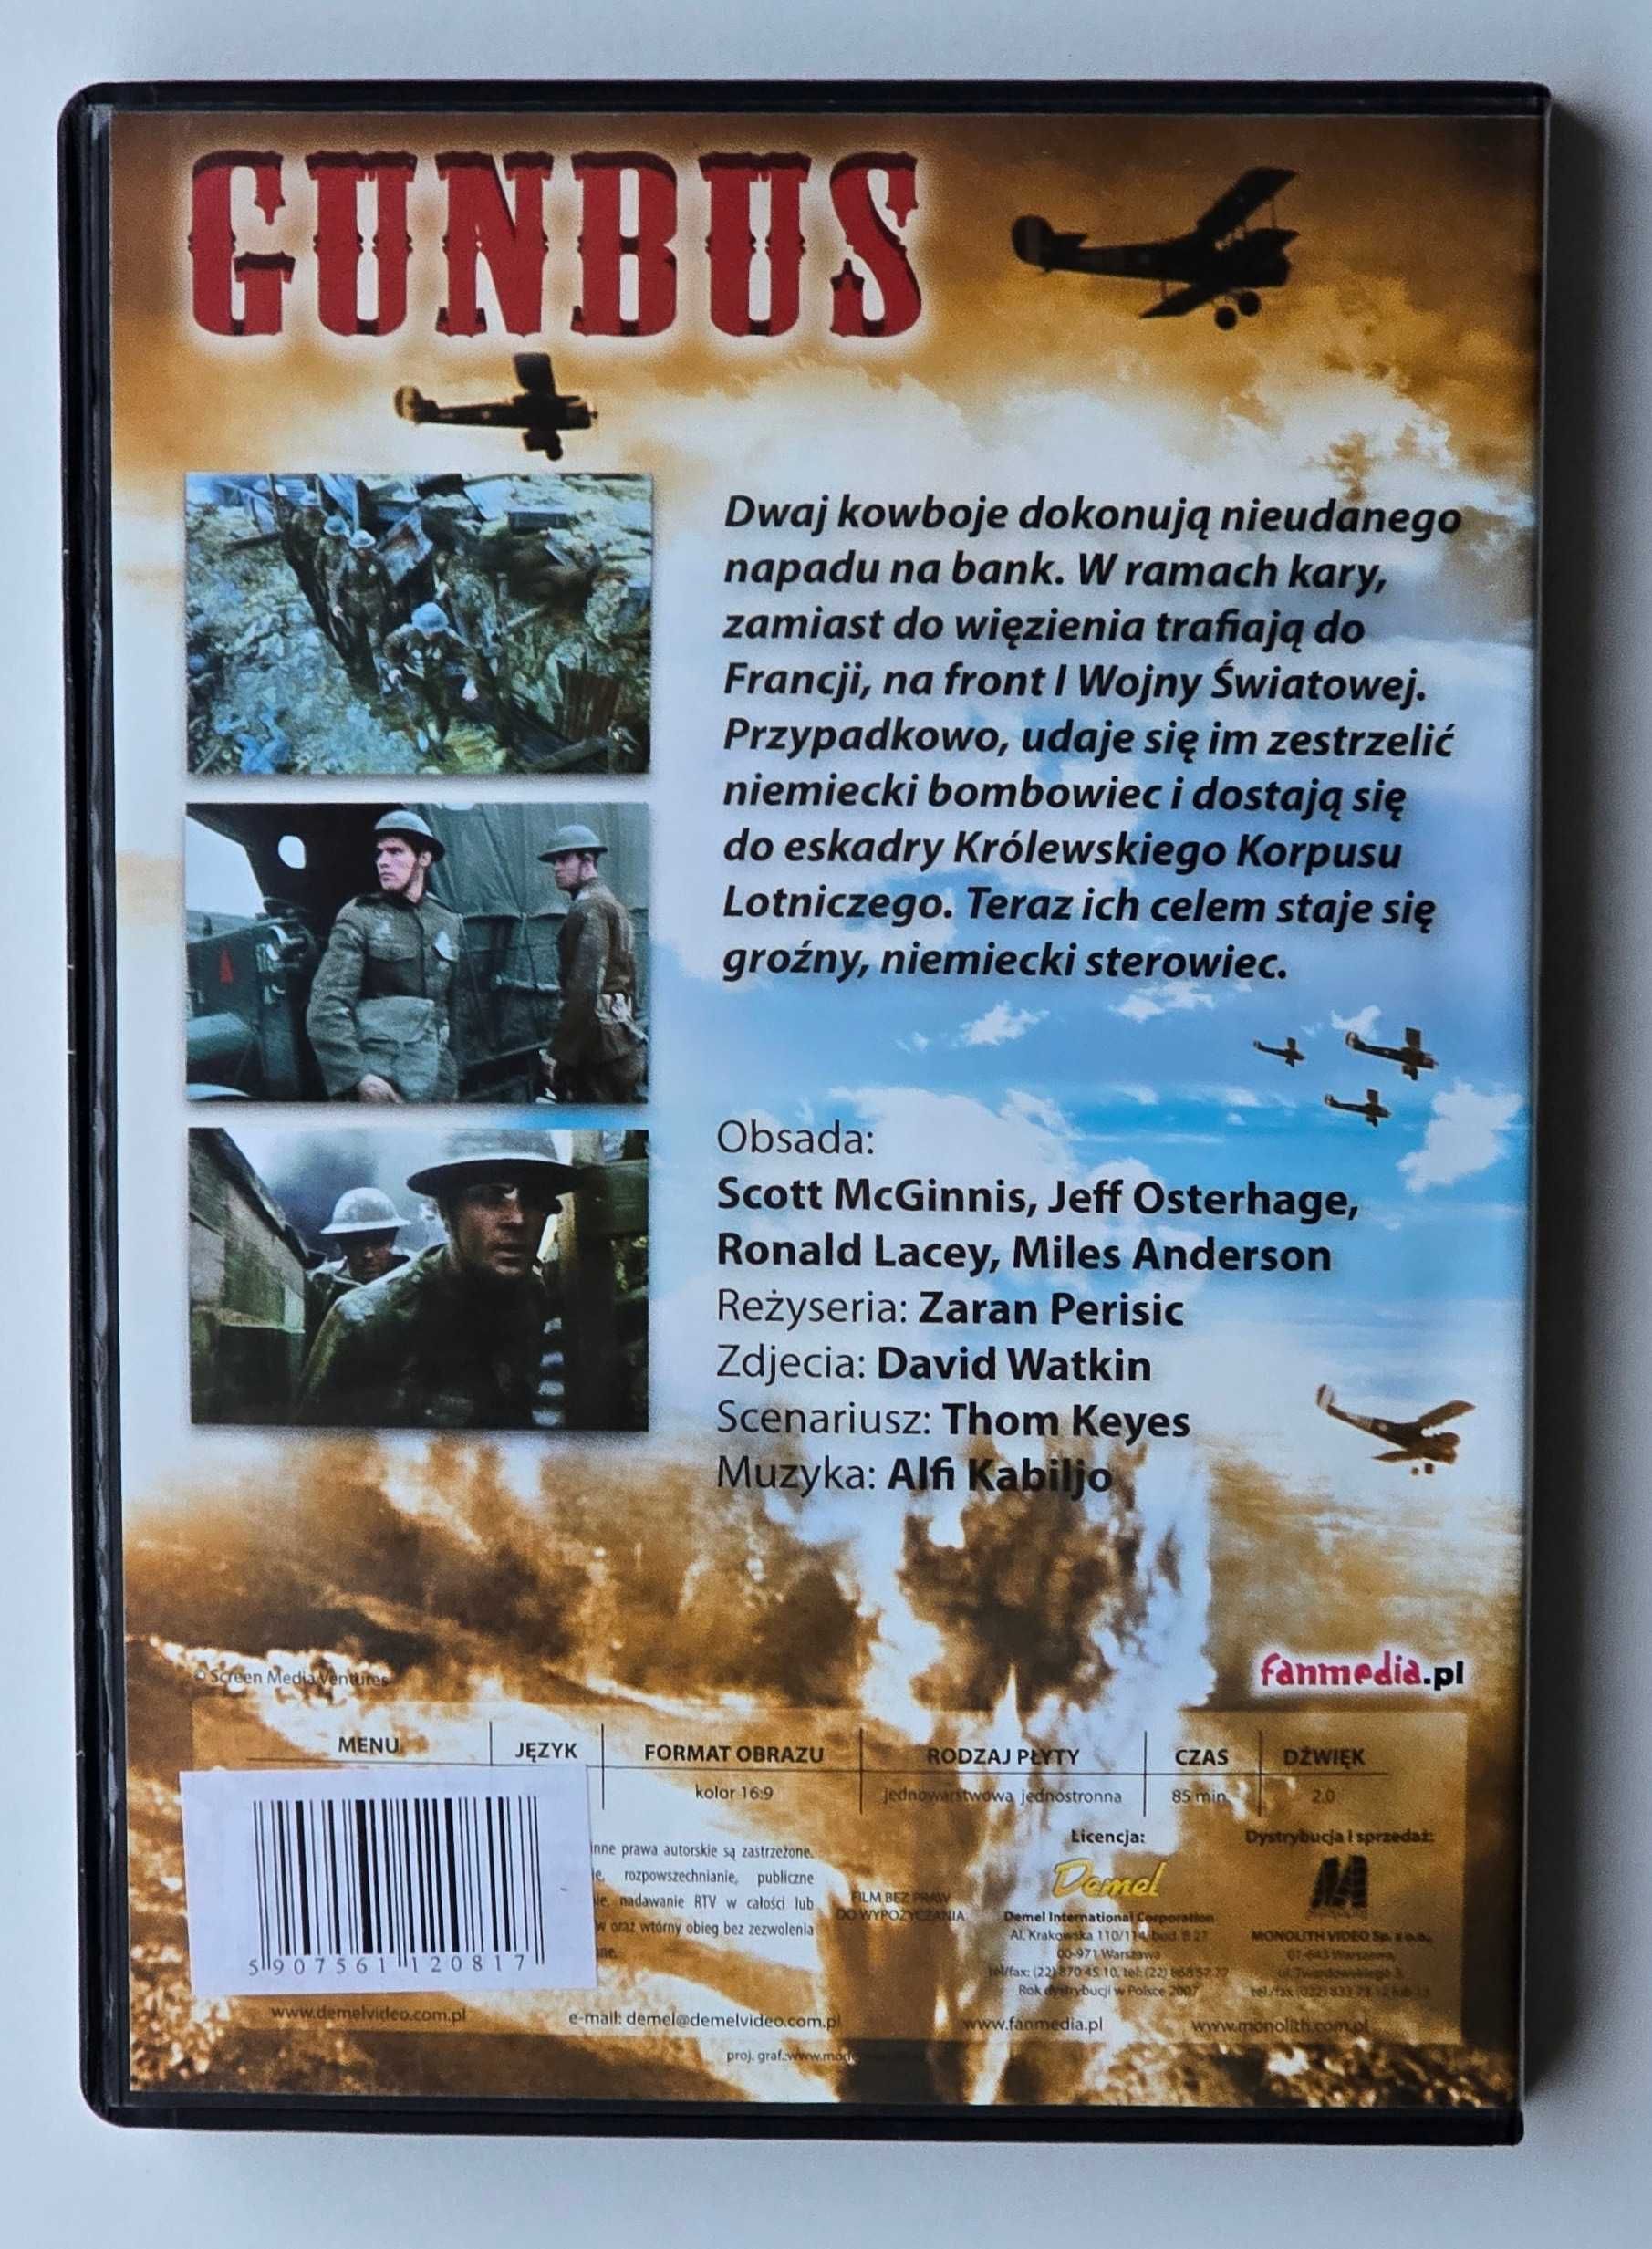 GUNBUS
Dwaj kowboje dokonują nieudanego
napadu na bank. W ramach kary,
zamiast do więzienia trafiają do
Francji, na front I Wojny Światowej.
Przypadkowo, udaje się im zestrzelić
niemiecki bombowiec i dostają się
do eskadry Królewskiego Korpusu
Lotniczego. Teraz ich celem staje się
groźny, niemiecki sterowiec.
Obsada:
Scott McGinnis, Jeff Osterhage,
Ronald Lacey, Miles Anderson
Reżyseria: Zaran Perisic
Zdjecia: David Watkin
Scenariusz: Thom Keyes
Muzyka: Alfi Kabiljo
© Screen Media Ventures
fanmedia.pl
MENU JĘZYK FORMAT OBRAZU RODZAJ PŁYTY CZAS DŹWIĘK
kolor 16:9 jednowarstwowa jednostronna 85 min. 2.0
inne prawa autorskie są zastrzeżone.
rozpowszechnianie, publiczne
nadawanie RTV w całości lub
w oraz wtórny obieg bez zezwolenia
FILM BEZ PRAW
DO WYPOŻYCZANIA
Licencja:
Demel
Demel International Corporation
Al. Krakowska 110/114, bud. B 27
00-971 Warszawa
Rok dystrybucji w Polsce 2007
Dystrybucja i sprzedaż:
MONOLITH VIDEO Sp. z o.o.
01-643 Warszawa,
5 907561 120817
www.demelvideo.com.pl e-mail: demel@demelvideo.com.pl www.fanmedia.pl www.monolith.com.pl
proj. graf.